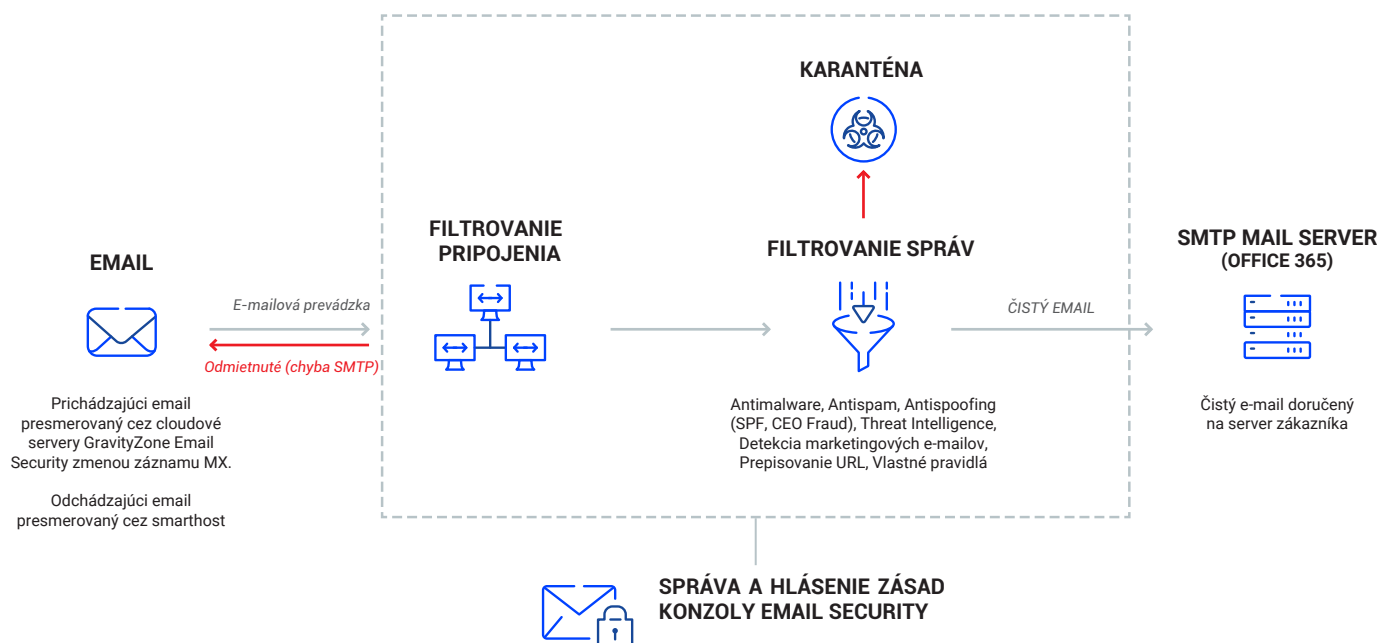 EMAIL
E-mailová prevádzka
Odmietnuté (chyba SMTP)
Prichádzajúci email
presmerovaný cez cloudové
servery GravityZone Email
Security zmenou záznamu MX.
Odchádzajúci email
presmerovaný cez smarthost
FILTROVANIE
PRIPOJENIA
KARANTÉNA
FILTROVANIE SPRÁV
Antimalware, Antispam, Antispoofing
(SPF, CEO Fraud), Threat Intelligence,
Detekcia marketingových e-mailov,
Prepisovanie URL, Vlastné pravidlá
ČISTÝ EMAIL
SMTP MAIL SERVER
(OFFICE 365)
Čistý e-mail doručený
na server zákazníka
SPRÁVA A HLÁSENIE ZÁSAD
KONZOLY EMAIL SECURITY